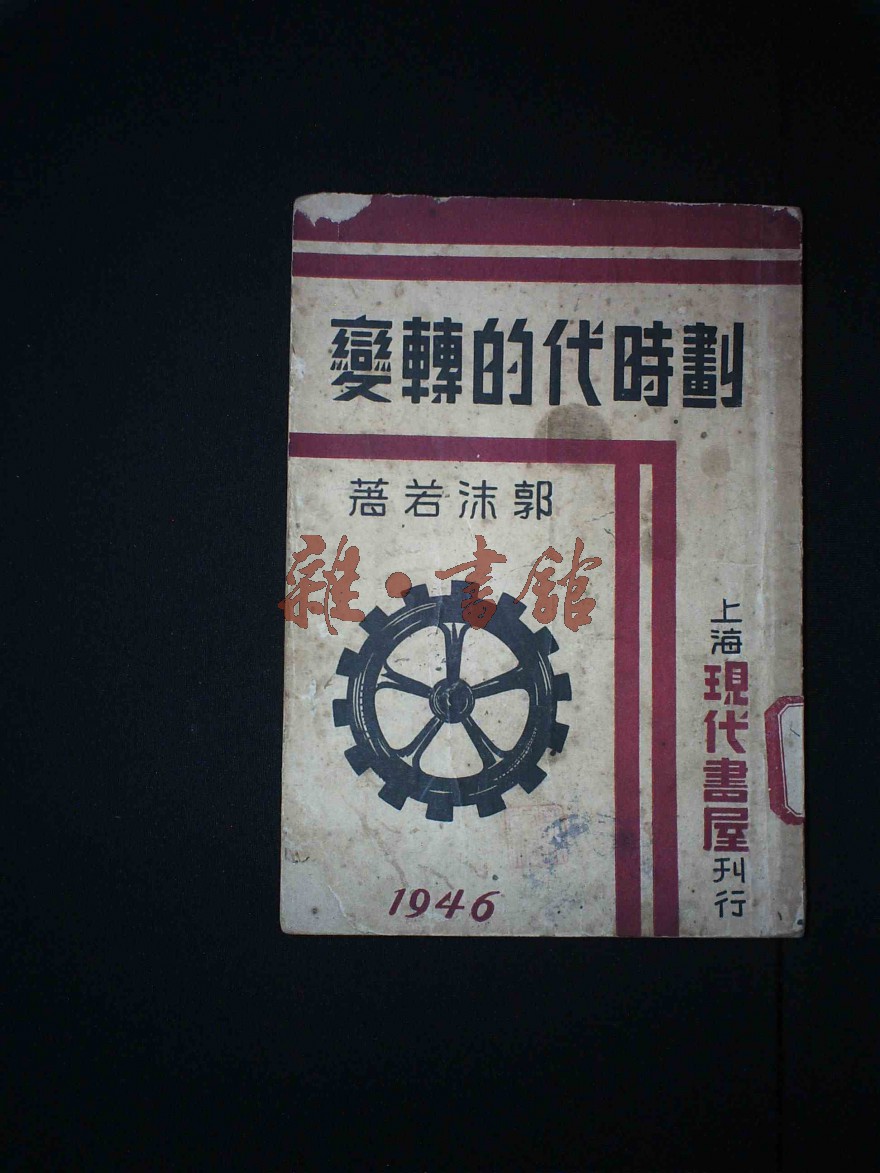 劃時代的轉變
郭沫若著
雜·書館
上海現代書屋刊行
1946